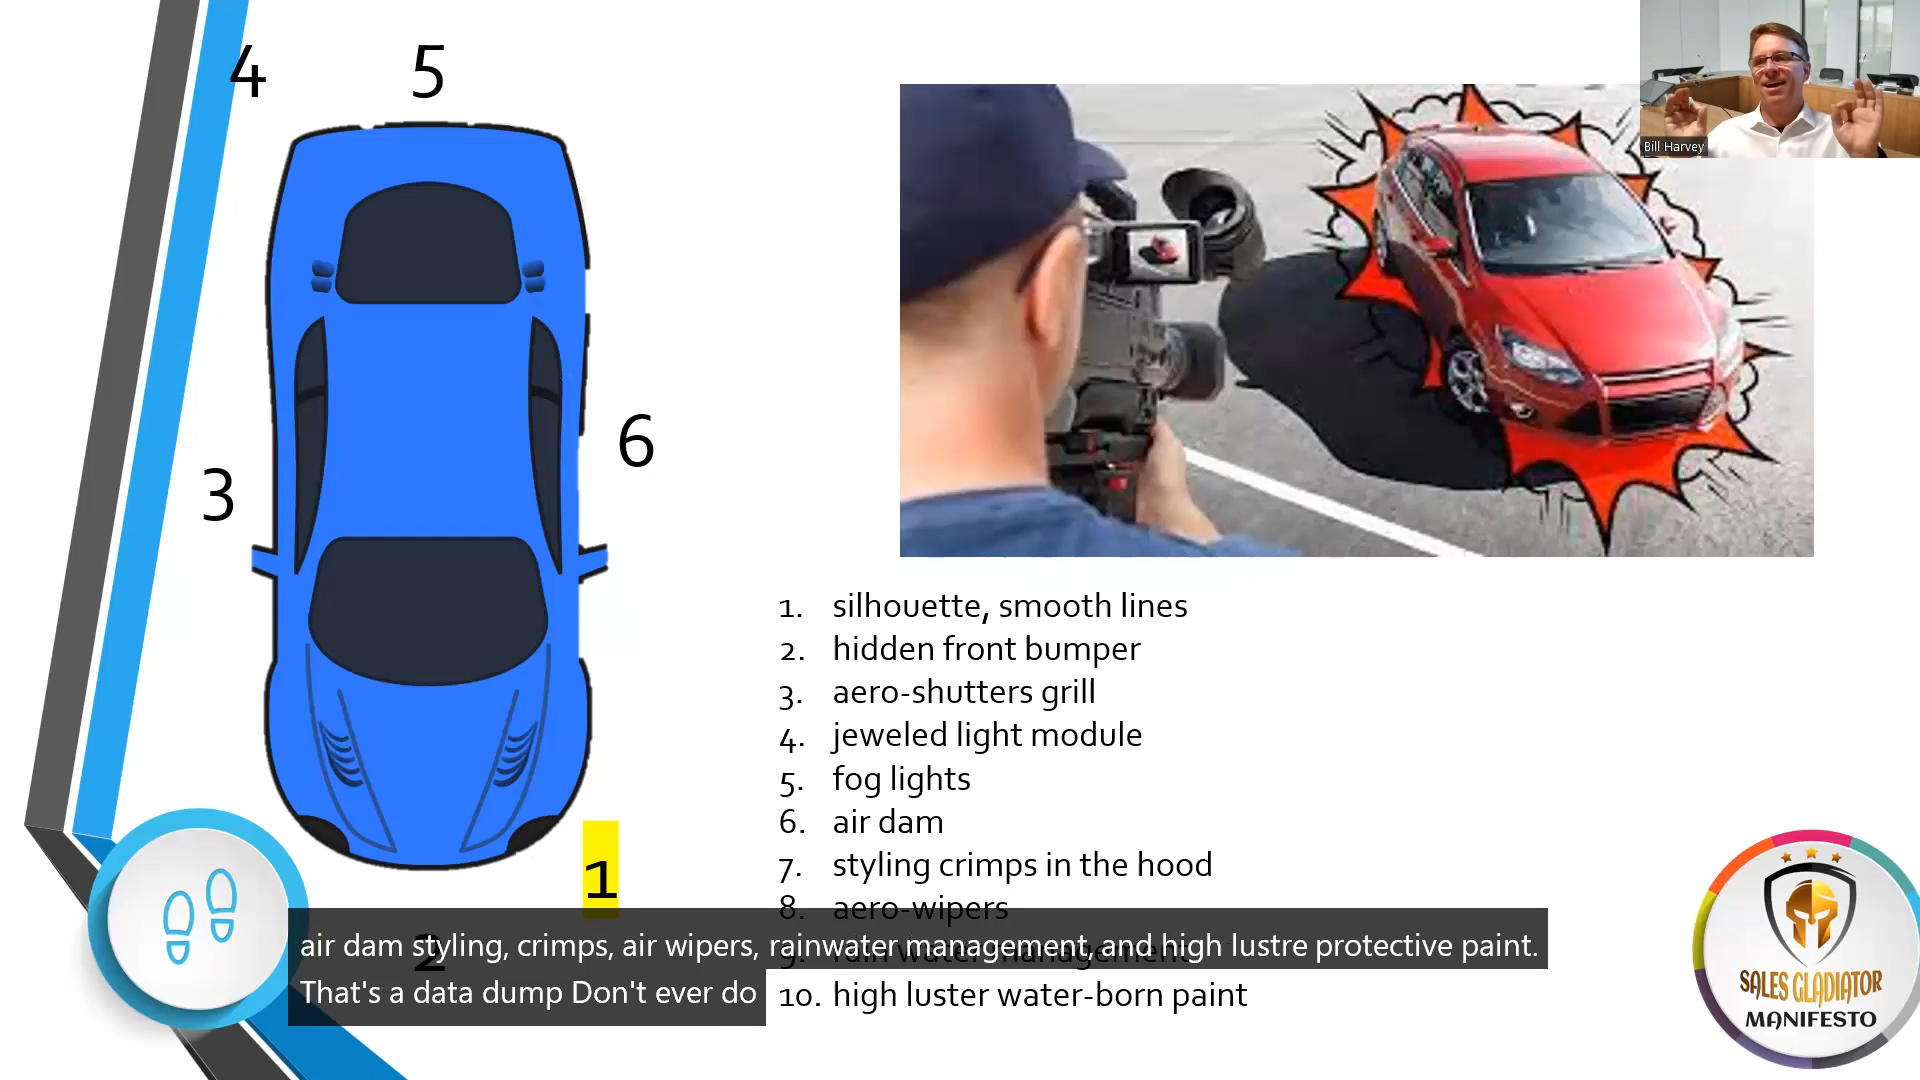 4
5
Bill Harvey
6
3
1. silhouette, smooth lines
2. hidden front bumper
3. aero-shutters grill
4. jeweled light module
5. fog lights
6. air dam
7. styling crimps in the hood
1
8. aero-wipers
2
air dam styling, crimps, air wipers, rainwater management, and high lustre protective paint.
9. rain water management
That's a data dump Don't ever do
10. high luster water-born paint
SALES GLADIATOR
MANIFESTO